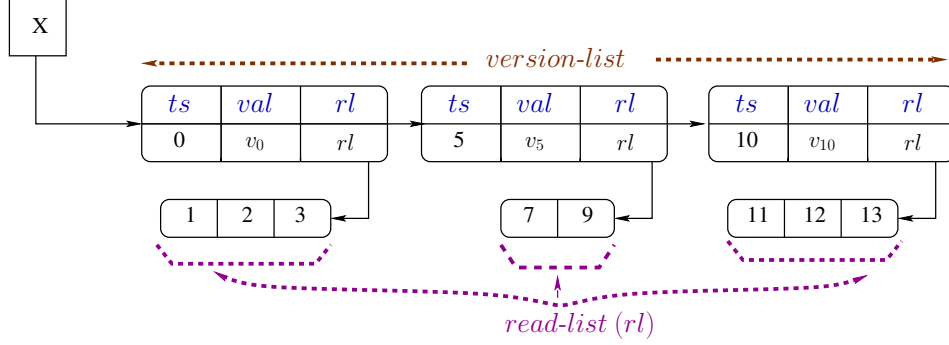 X
version-list
ts val rl ts val rl ts val rl
0 v₀ rl 5 v₅ rl 10 v₁₀ rl
1 2 3 7 9 11 12 13
read-list (rl)